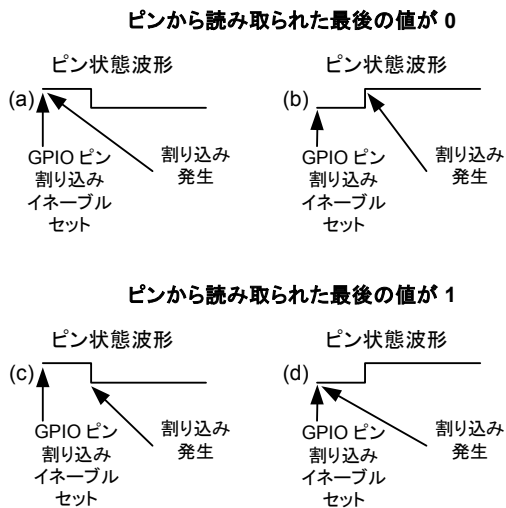 ピンから読み取られた最後の値が 0
ピン状態波形
(a)
GPIO ピン
割り込み
イネーブル
セット
割り込み
発生
ピン状態波形
(b)
GPIO ピン
割り込み
イネーブル
セット
割り込み
発生
ピンから読み取られた最後の値が 1
ピン状態波形
(c)
GPIO ピン
割り込み
イネーブル
セット
割り込み
発生
ピン状態波形
(d)
GPIO ピン
割り込み
イネーブル
セット
割り込み
発生